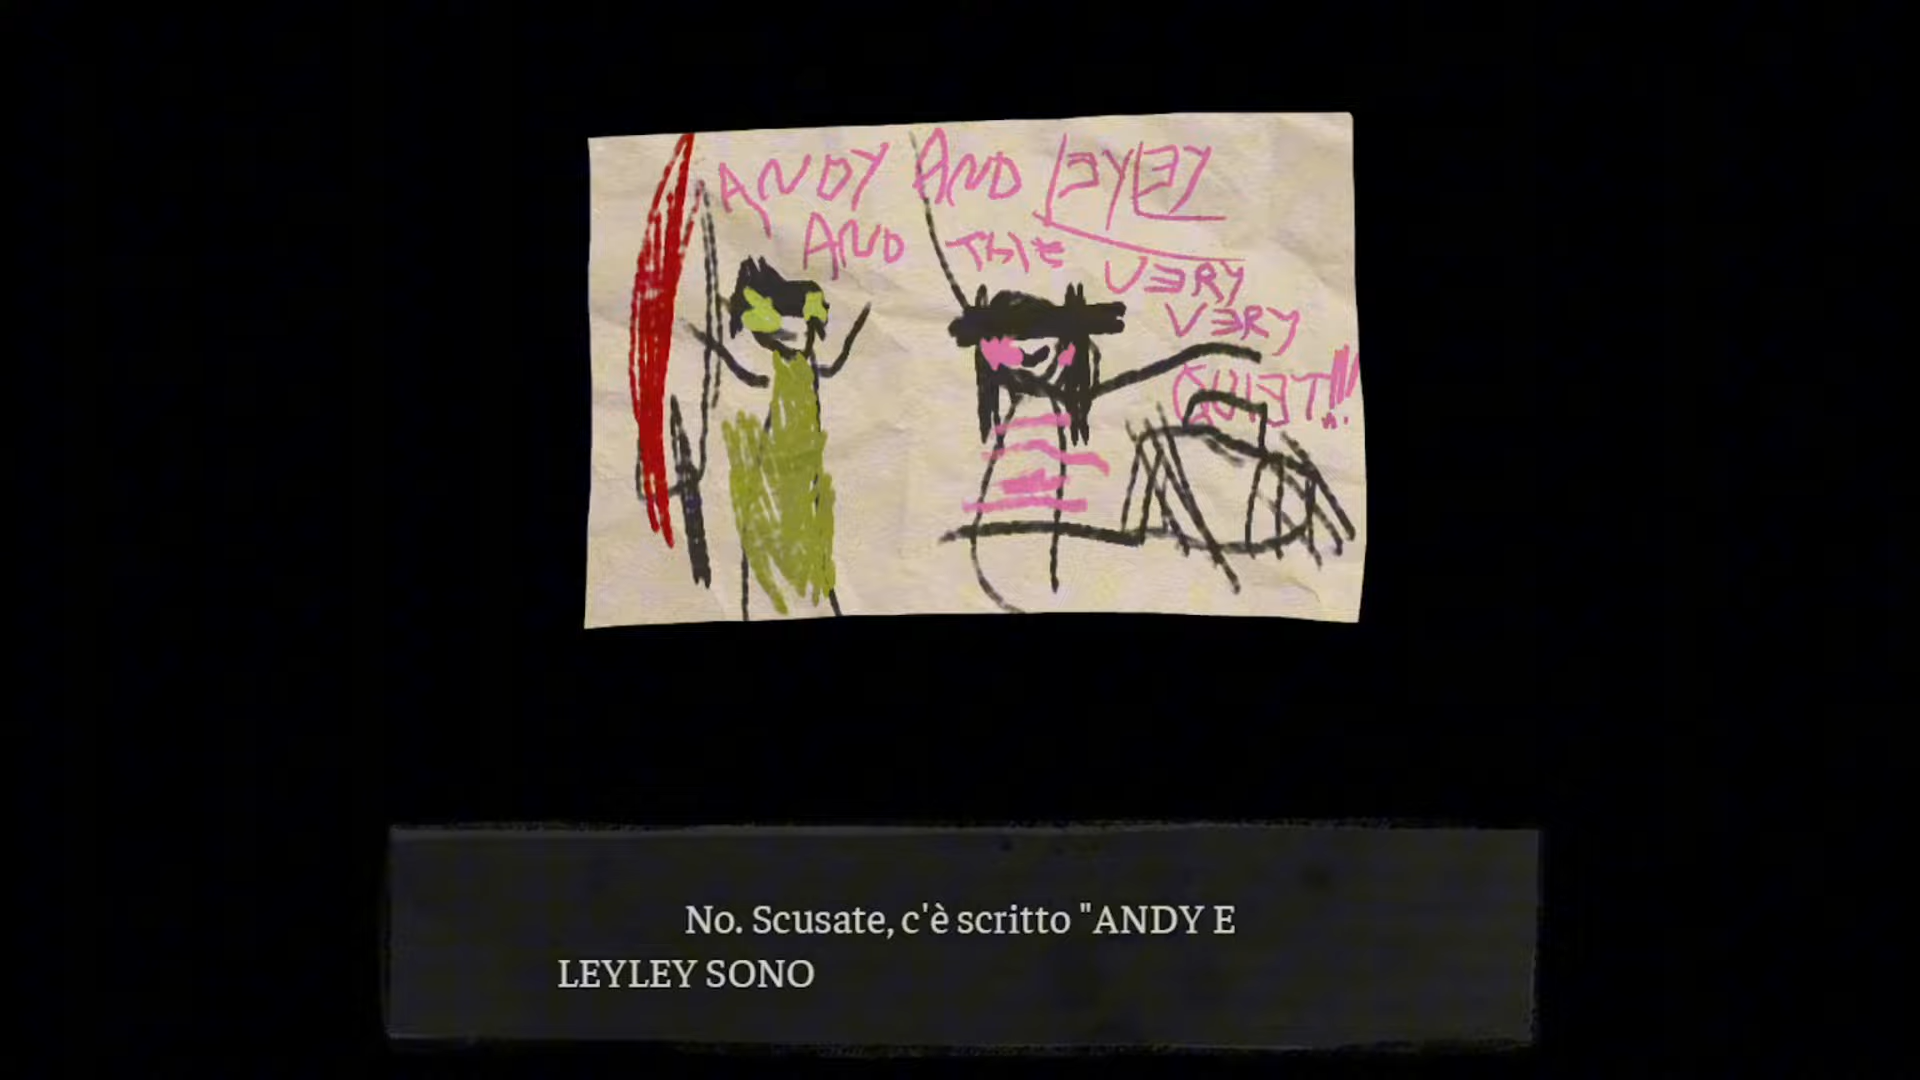 ANDY AND LEYLEY
AND THE VERY
VERY
QUIET!!!
No. Scusate, c'è scritto "ANDY E
LEYLEY SONO